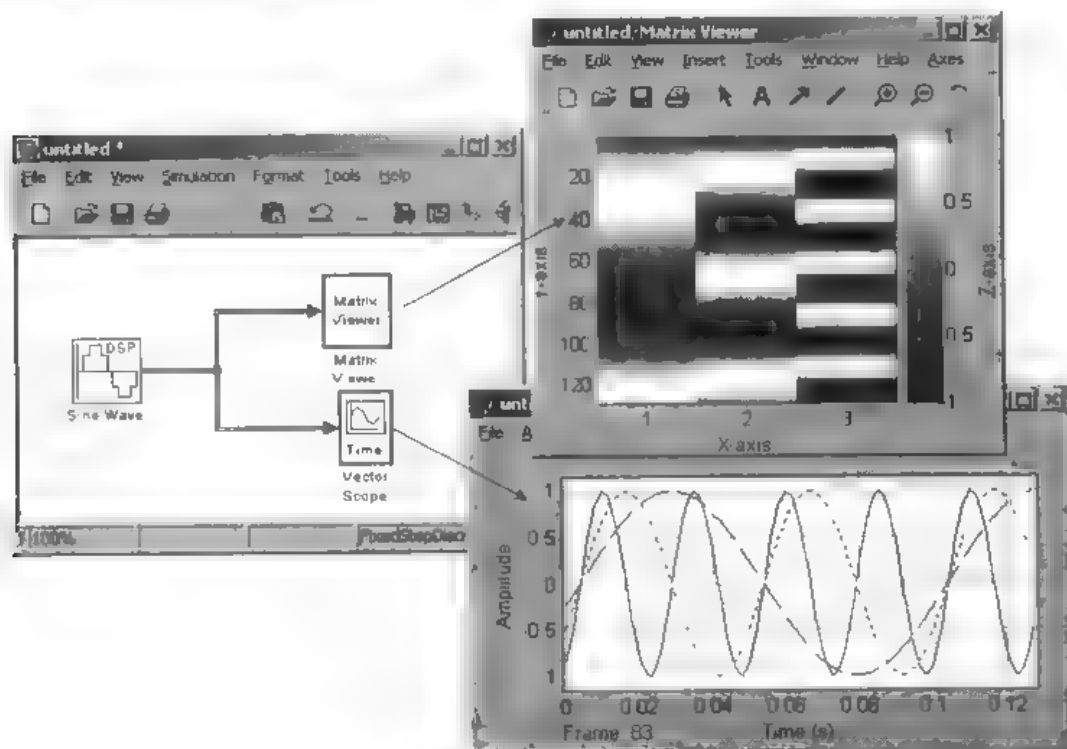 untitled *
File Edit View Simulation Format Tools Help
DSP
Sine Wave
Matrix
Viewer
Matrix
Time
Vector
Scope
100%
untitled Matrix Viewer
File Edit View Insert Tools Window Help Axes
A
20
40
60
80
100
120
1 2 3
X-axis
1
0 5
0
0 5
1
Z-axis
File
Amplitude
1
0 5
0
0 5
1
0 0 02 0 04 0 06 0 08 0 1 0 12
Frame 83 Time (s)